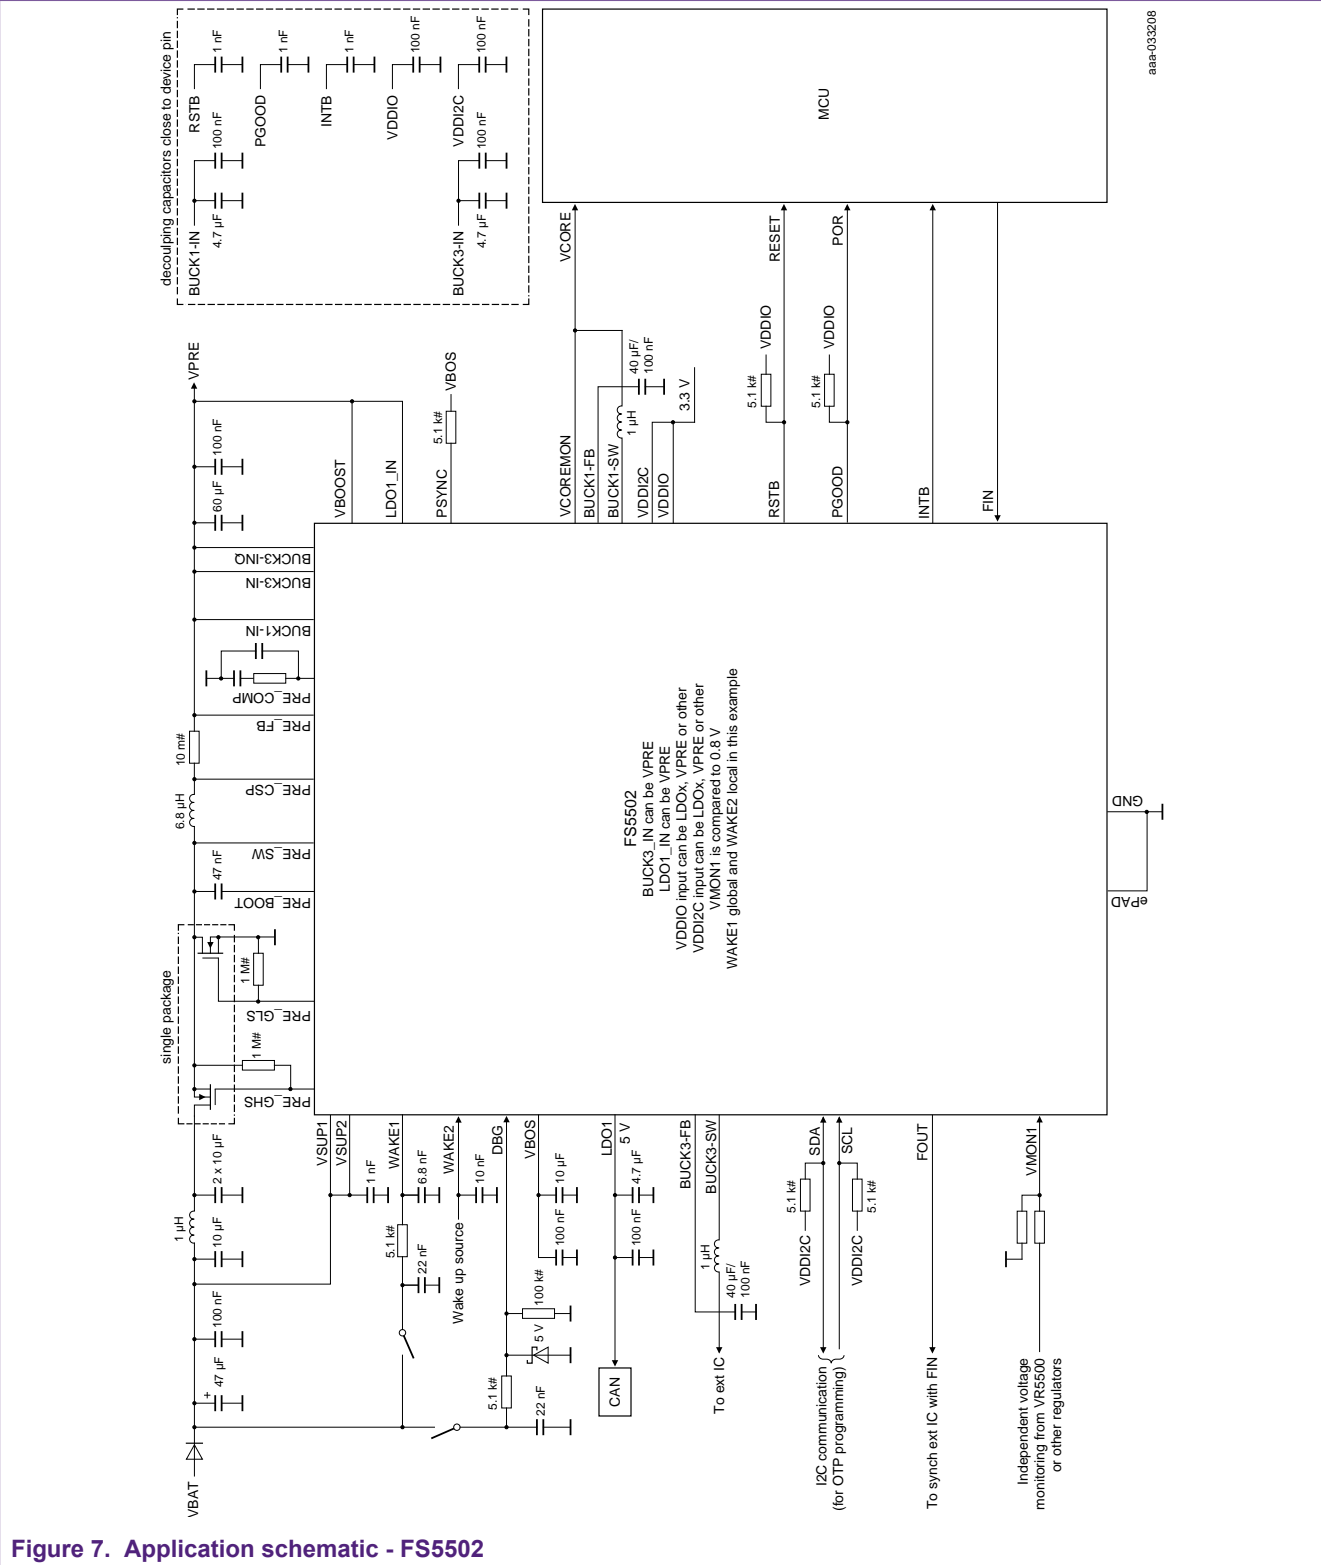 aaa-033208
decoulping capacitors close to device pin
RSTB
1 nF
PGOOD
1 nF
INTB
1 nF
VDDIO
100 nF
VDDI2C
100 nF
BUCK1-IN
4.7 µF
100 nF
BUCK3-IN
4.7 µF
100 nF
MCU
VCORE
RESET
POR
VPRE
VBOS
5.1 k#
PSYNC
60 µF
100 nF
VBOOST
LDO1_IN
VCOREMON
BUCK1-FB
BUCK1-SW
1 µH
40 µF/
100 nF
VDDI2C
VDDIO
3.3 V
5.1 k#
VDDIO
5.1 k#
VDDIO
RSTB
PGOOD
INTB
FIN
BUCK3-INQ
BUCK3-IN
BUCK1-IN
PRE_COMP
PRE_FB
10 m#
PRE_CSP
6.8 µH
PRE_SW
47 nF
PRE_BOOT
single package
1 M#
PRE_GLS
1 M#
PRE_GHS
FS5502
BUCK3_IN can be VPRE
LDO1_IN can be VPRE
VDDIO input can be LDOx, VPRE or other
VDDI2C input can be LDOx, VPRE or other
VMON1 is compared to 0.8 V
WAKE1 global and WAKE2 local in this example
GND
ePAD
VSUP1
VSUP2
1 nF
WAKE1
6.8 nF
5.1 k#
22 nF
WAKE2
10 nF
Wake up source
DBG
100 k#
5 V
5.1 k#
22 nF
VBOS
10 µF
100 nF
LDO1
5 V
4.7 µF
100 nF
CAN
BUCK3-FB
BUCK3-SW
1 µH
40 µF/
100 nF
To ext IC
SDA
SCL
5.1 k#
VDDI2C
5.1 k#
VDDI2C
I2C communication
(for OTP programming)
FOUT
To synch ext IC with FIN
VMON1
Independent voltage
monitoring from VR5500
or other regulators
2 x 10 µF
1 µH
10 µF
100 nF
+
47 µF
VBAT
Figure 7. Application schematic - FS5502